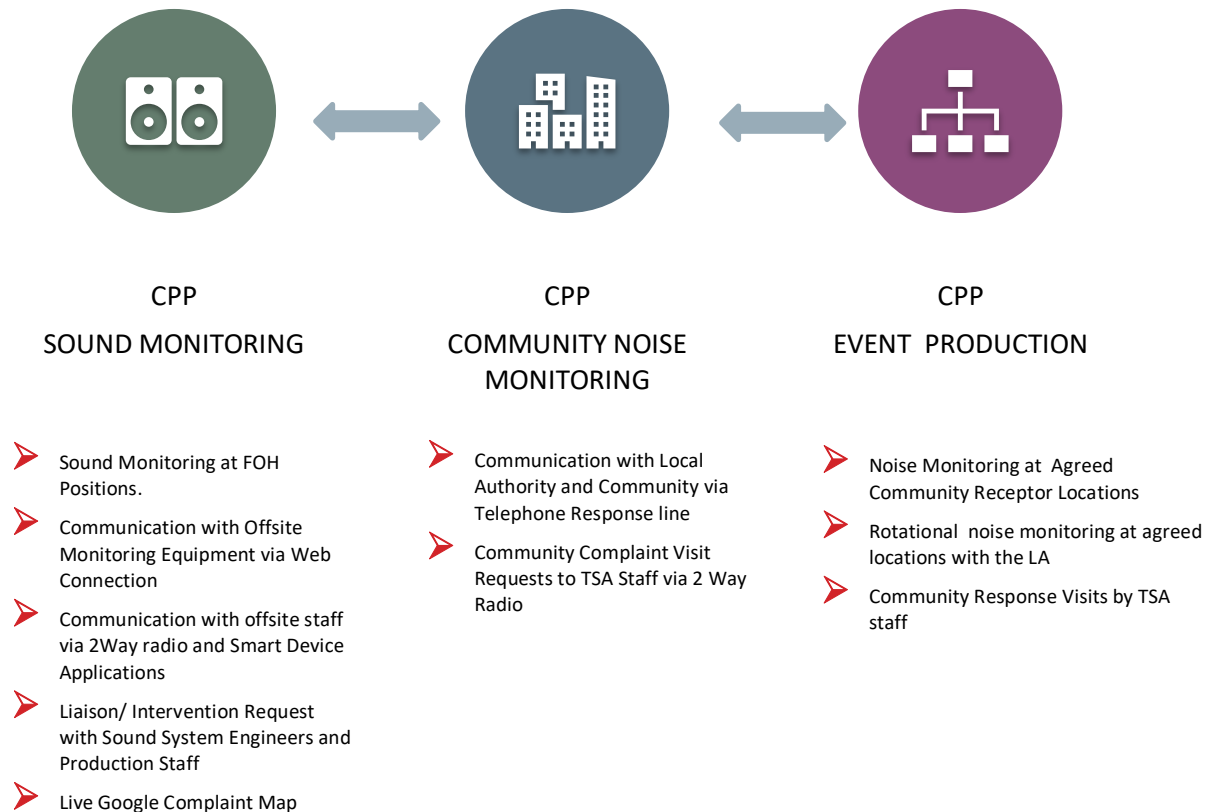 CPP
SOUND MONITORING
Sound Monitoring at FOH
Positions.
Communication with Offsite
Monitoring Equipment via Web
Connection
Communication with offsite staff
via 2Way radio and Smart Device
Applications
Liaison/ Intervention Request
with Sound System Engineers and
Production Staff
Live Google Complaint Map
CPP
COMMUNITY NOISE
MONITORING
Communication with Local
Authority and Community via
Telephone Response line
Community Complaint Visit
Requests to TSA Staff via 2 Way
Radio
CPP
EVENT  PRODUCTION
Noise Monitoring at  Agreed
Community Receptor Locations
Rotational  noise monitoring at agreed
locations with the LA
Community Response Visits by TSA
staff